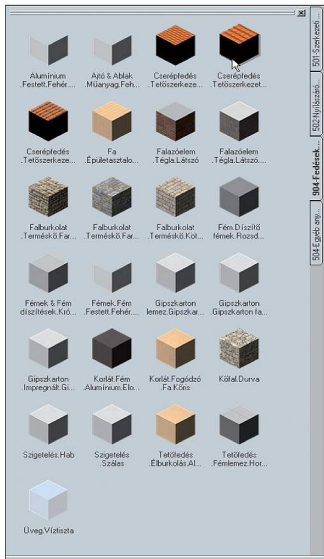 Alumínium
.Festett.Fehér....
Ajtó & Ablak
.Műanyag.Feh...
Cserépfedés
.Tetőszerkeze...
Cserépfedés
.Tetőszerkezet...
Cserépfedés
.Tetőszerkeze...
Fa
.Épületasztalo...
Falazóelem
.Tégla.Látszó
Falazóelem
.Tégla.Látszó....
Falburkolat
.Terméskő.Far...
Falburkolat
.Terméskő.Far...
Falburkolat
.Terméskő.Köt...
Fém.Díszítő
fémek.Rozsd...
Fémek & Fém
díszítések.Kró...
Fémek.Fém
Festett.Fehér....
Gipszkarton
lemez.Gipszkar...
Gipszkarton
.Gipszkarton fa...
Gipszkarton
Impregnált.Gi...
Korlát.Fém
Alumínium.Elo...
Korlát.Fogódzó
.Fa.Kőris
Kőfal.Durva
Szigetelés.Hab
Szigetelés
.Szálas
Tetőfedés
.Élburkolás.Al...
Tetőfedés
.Fémlemez.Hor...
Üveg.Víztiszta
501-Szerkezeti...
502-Nyílászáró...
904-Fedések...
504-Egyéb any...